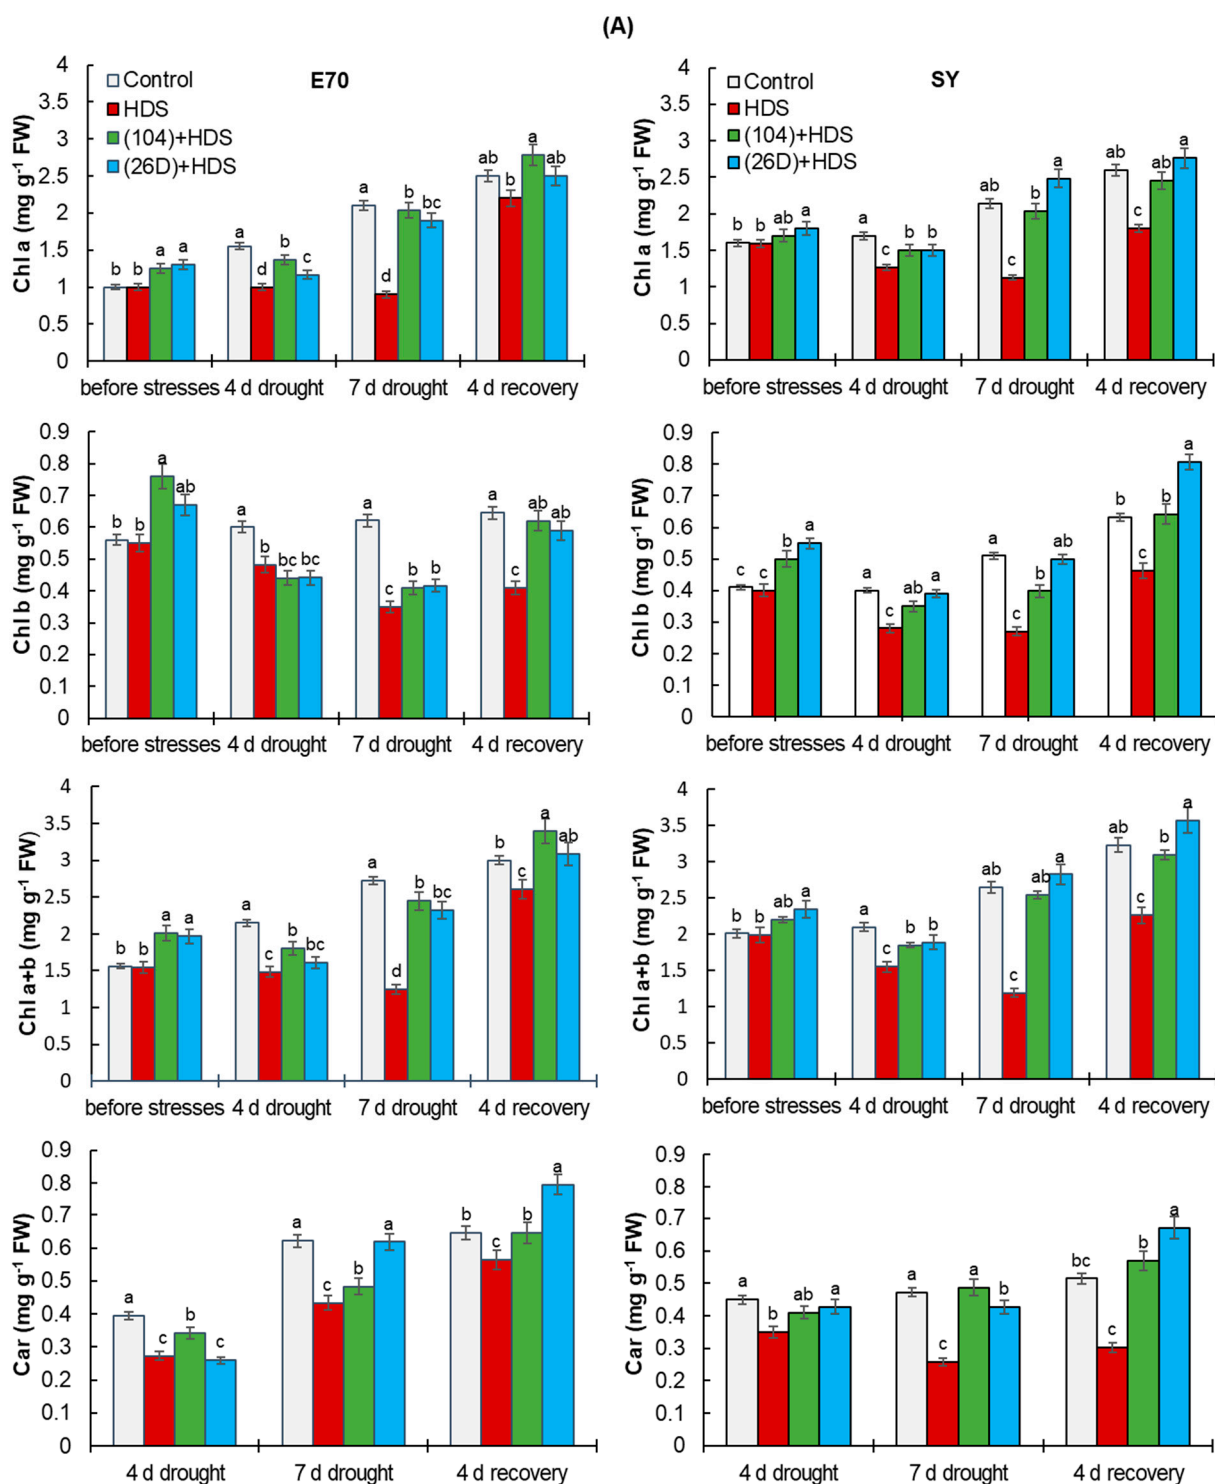 (A)
E70
Control
HDS
(104)+HDS
(26D)+HDS
Chl a (mg g⁻¹ FW)
4
3.5
3
2.5
2
1.5
1
0.5
0
b b a a
a d b c
a d b bc
ab b a ab
before stresses 4 d drought 7 d drought 4 d recovery
SY
Control
HDS
(104)+HDS
(26D)+HDS
Chl a (mg g⁻¹ FW)
4
3.5
3
2.5
2
1.5
1
0.5
0
b b ab a
a c b b
ab c b a
ab c ab a
before stresses 4 d drought 7 d drought 4 d recovery
Chl b (mg g⁻¹ FW)
0.9
0.8
0.7
0.6
0.5
0.4
0.3
0.2
0.1
0
b b a ab
a b bc bc
a c b b
a c ab ab
before stresses 4 d drought 7 d drought 4 d recovery
Chl b (mg g⁻¹ FW)
0.9
0.8
0.7
0.6
0.5
0.4
0.3
0.2
0.1
0
c c b a
a c ab a
a c b ab
b c b a
before stresses 4 d drought 7 d drought 4 d recovery
Chl a+b (mg g⁻¹ FW)
4
3.5
3
2.5
2
1.5
1
0.5
0
b b a a
a c b bc
a d b bc
b c a ab
before stresses 4 d drought 7 d drought 4 d recovery
Chl a+b (mg g⁻¹ FW)
4
3.5
3
2.5
2
1.5
1
0.5
0
b b ab a
a c b b
ab c ab a
ab c b a
before stresses 4 d drought 7 d drought 4 d recovery
Car (mg g⁻¹ FW)
0.9
0.8
0.7
0.6
0.5
0.4
0.3
0.2
0.1
0
a c b c
a c b a
b c b a
4 d drought 7 d drought 4 d recovery
Car (mg g⁻¹ FW)
0.9
0.8
0.7
0.6
0.5
0.4
0.3
0.2
0.1
0
a b ab a
a c a b
bc c b a
4 d drought 7 d drought 4 d recovery